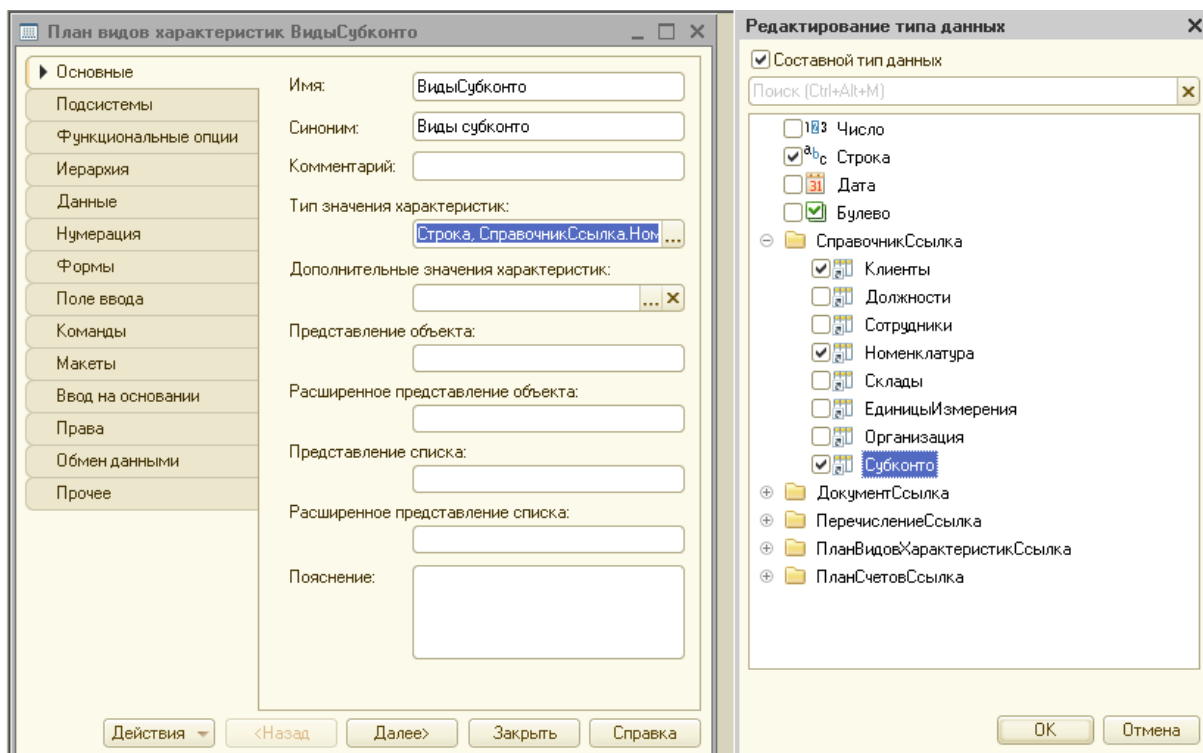 План видов характеристик ВидыСубконто
Основные
Подсистемы
Функциональные опции
Иерархия
Данные
Нумерация
Формы
Поле ввода
Команды
Макеты
Ввод на основании
Права
Обмен данными
Прочее
Имя: ВидыСубконто
Синоним: Виды субконто
Комментарий:
Тип значения характеристик:
Строка, СправочникСсылка.Ном ...
Дополнительные значения характеристик:
...
Представление объекта:
Расширенное представление объекта:
Представление списка:
Расширенное представление списка:
Пояснение:
Действия <Назад Далее> Закрыть Справка
Редактирование типа данных
Составной тип данных
Поиск (Ctrl+Alt+M)
123 Число
abc Строка
31 Дата
Булево
СправочникСсылка
Клиенты
Должности
Сотрудники
Номенклатура
Склады
ЕдиницыИзмерения
Организация
Субконто
ДокументСсылка
ПеречислениеСсылка
ПланВидовХарактеристикСсылка
ПланСчетовСсылка
ОК Отмена